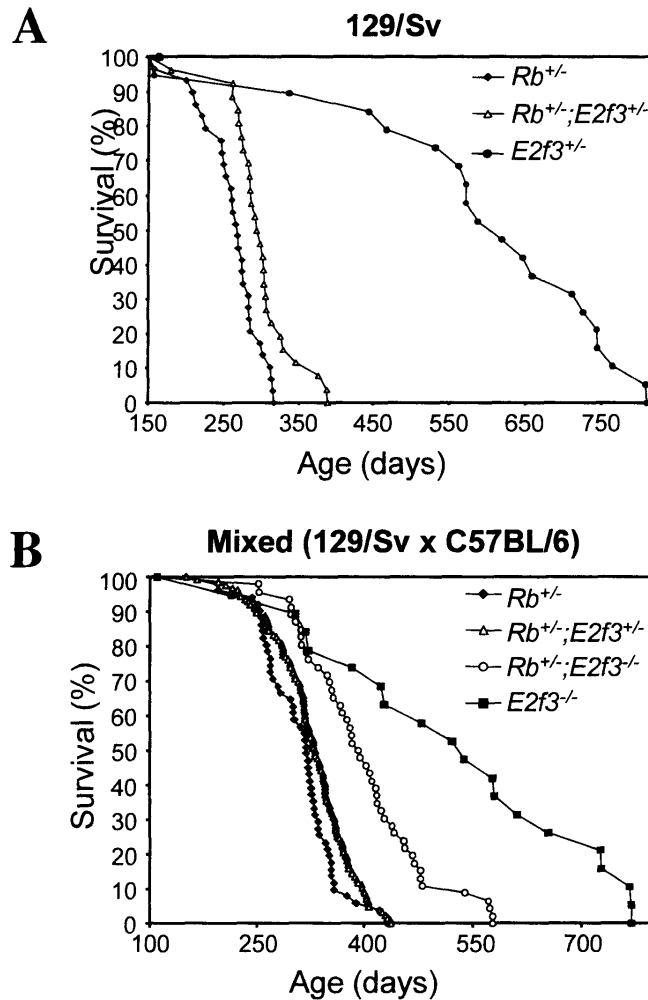 A
129/Sv
Survival (%)
100
90
80
70
60
50
40
30
20
10
0
150
250
350
450
550
650
750
Age (days)
Rb+/-
Rb+/-;E2f3+/-
E2f3+/-
B
Mixed (129/Sv x C57BL/6)
Survival (%)
100
90
80
70
60
50
40
30
20
10
0
100
250
400
550
700
Age (days)
Rb+/-
Rb+/-;E2f3+/-
Rb+/-;E2f3-/-
E2f3-/-